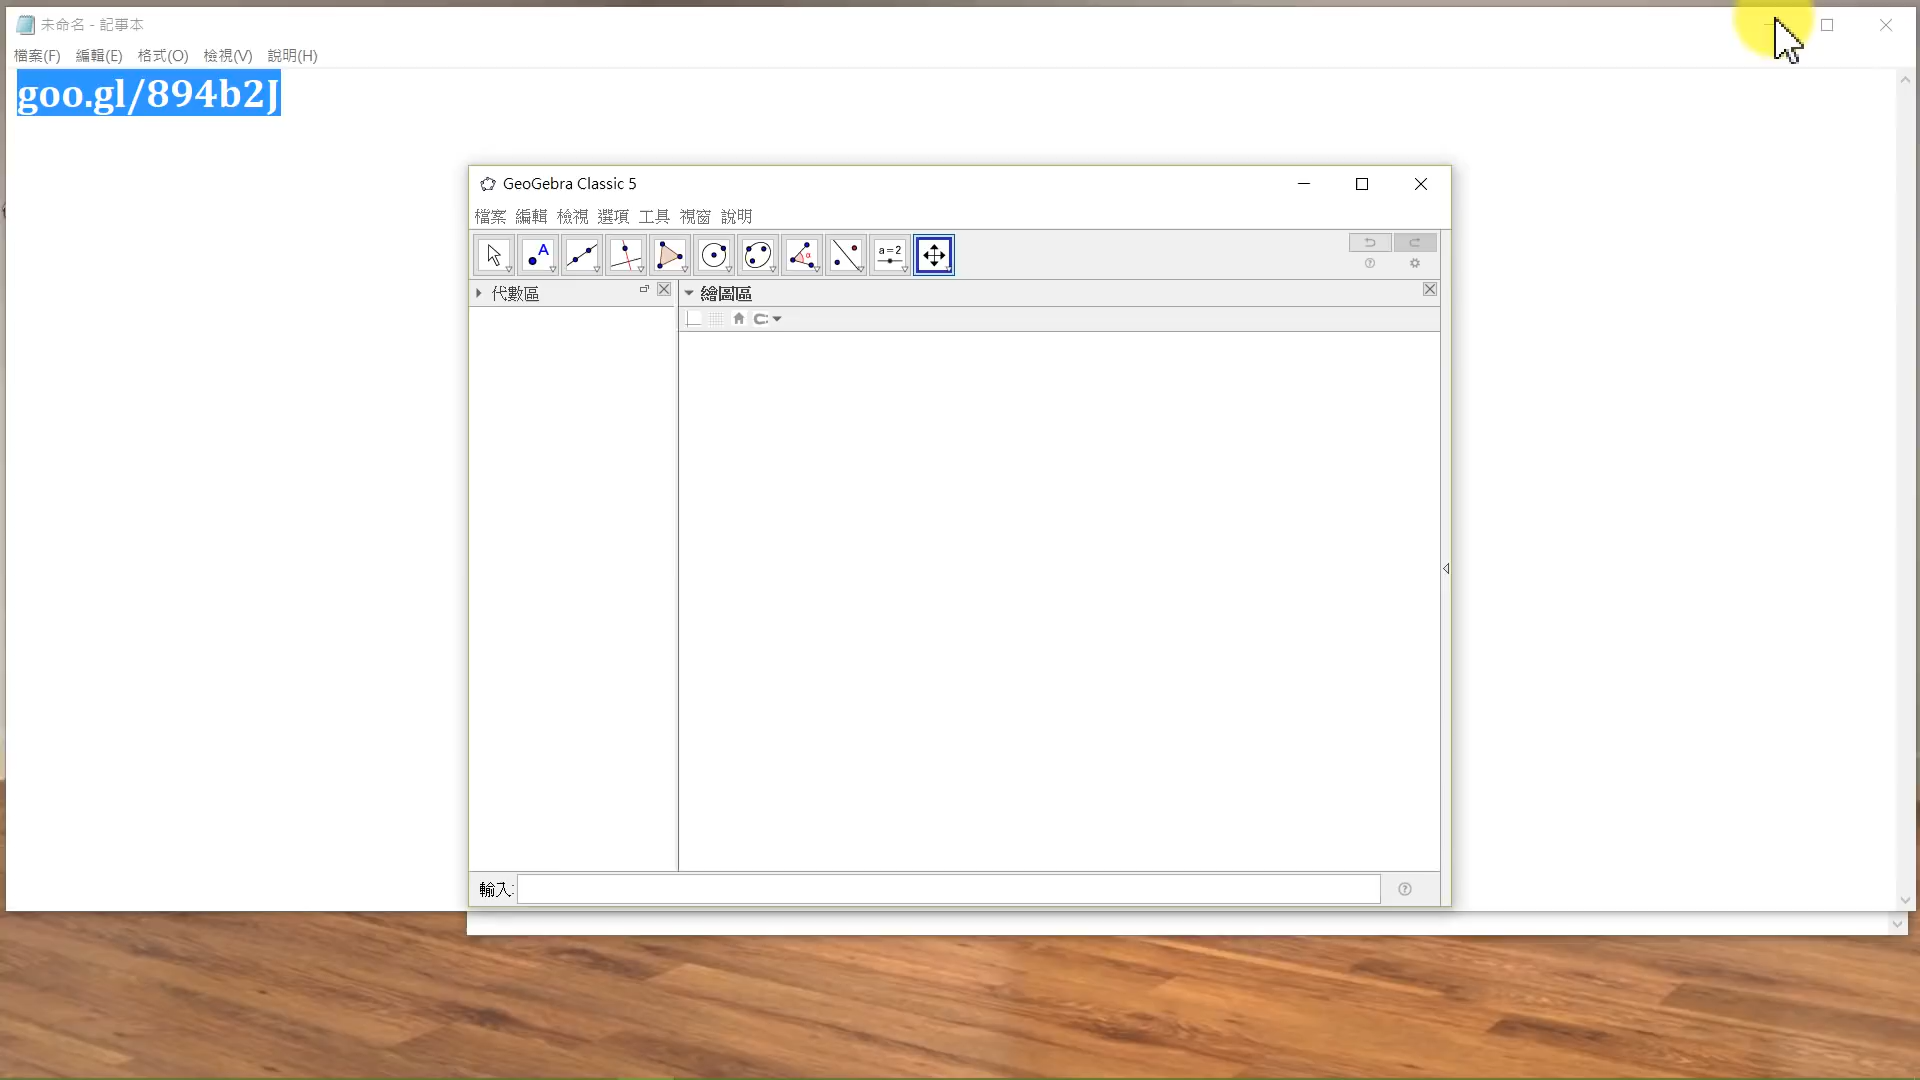 未命名 - 記事本
檔案(F) 編輯(E) 格式(O) 檢視(V) 說明(H)
goo.gl/894b2J
GeoGebra Classic 5
檔案 編輯 檢視 選項 工具 視窗 說明
A
α
a=2
代數區
繪圖區
輸入: